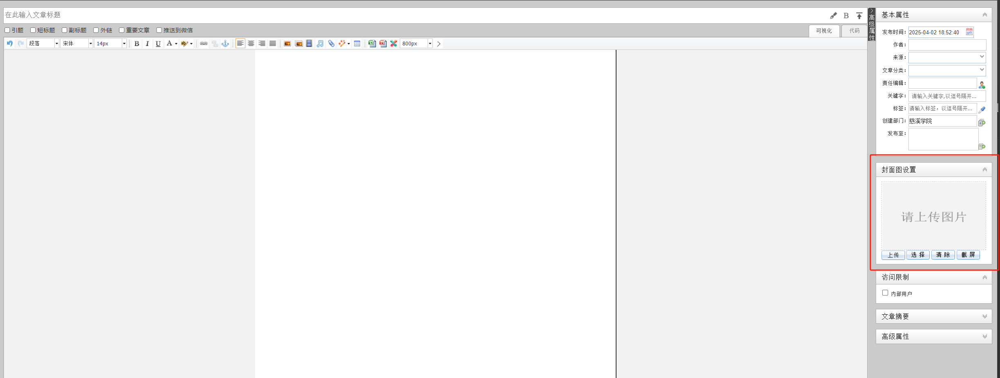 在此输入文章标题
B
引题 短标题 副标题 外链 重要文章 推送到微信
可视化 代码
段落 宋体 14px B I U A ab 800px
高级属性
基本属性
发布时间： 2025-04-02 18:52:40
作者：
来源：
文章分类：
责任编辑：
关键字： 请输入关键字,以逗号隔开...
标签： 请输入标签，以逗号隔开...
创建部门： 慈溪学院
发布至：
封面图设置
请上传图片
上传 选择 清除 截屏
访问限制
内部用户
文章摘要
高级属性